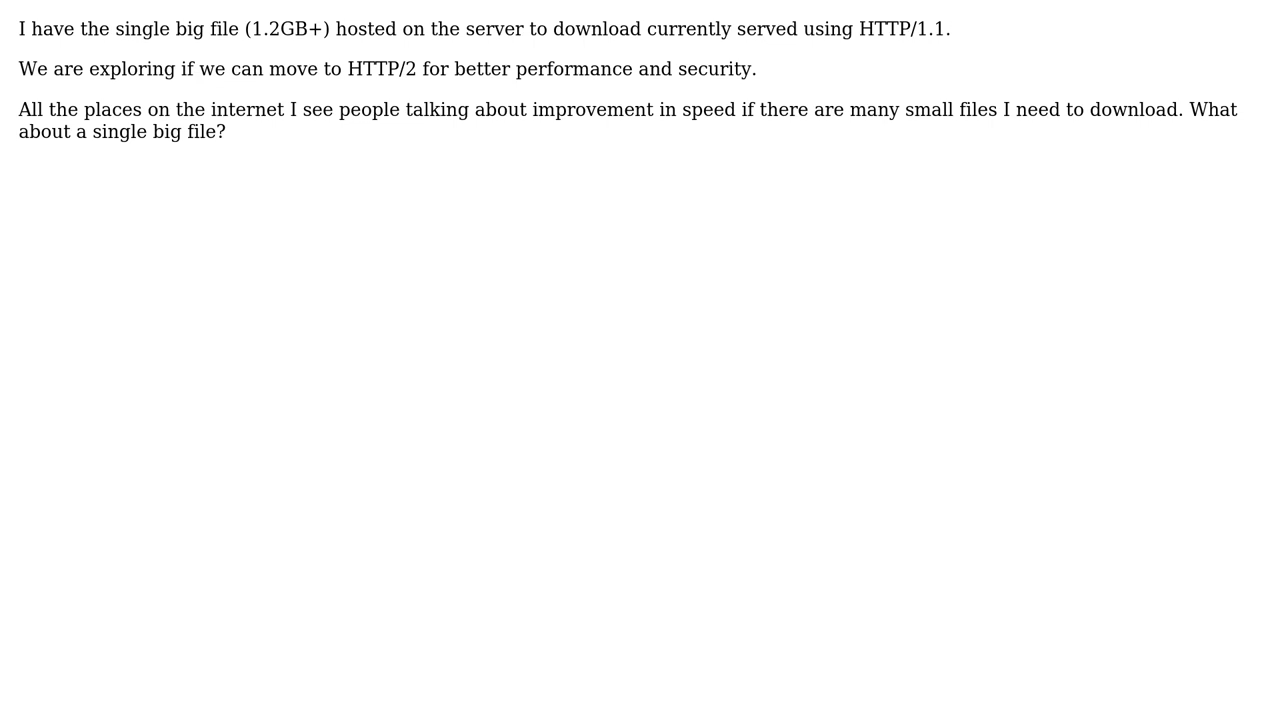 I have the single big file (1.2GB+) hosted on the server to download currently served using HTTP/1.1.
We are exploring if we can move to HTTP/2 for better performance and security.
All the places on the internet I see people talking about improvement in speed if there are many small files I need to download. What
about a single big file?